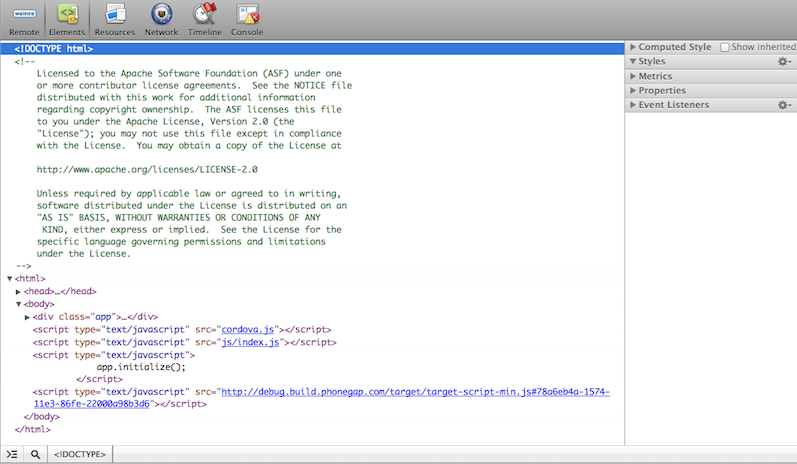 weinre
Remote Elements Resources Network Timeline Console
<!DOCTYPE html>
<!--
Licensed to the Apache Software Foundation (ASF) under one
or more contributor license agreements.  See the NOTICE file
distributed with this work for additional information
regarding copyright ownership.  The ASF licenses this file
to you under the Apache License, Version 2.0 (the
"License"); you may not use this file except in compliance
with the License.  You may obtain a copy of the License at
http://www.apache.org/licenses/LICENSE-2.0
Unless required by applicable law or agreed to in writing,
software distributed under the License is distributed on an
"AS IS" BASIS, WITHOUT WARRANTIES OR CONDITIONS OF ANY
KIND, either express or implied.  See the License for the
specific language governing permissions and limitations
under the License.
-->
<html>
<head>…</head>
<body>
<div class="app">…</div>
<script type="text/javascript" src="cordova.js"></script>
<script type="text/javascript" src="js/index.js"></script>
<script type="text/javascript">
app.initialize();
</script>
<script type="text/javascript" src="http://debug.build.phonegap.com/target/target-script-min.js#78a6eb4a-1574-
11e3-86fe-22000a98b3d6"></script>
</body>
</html>
Computed Style Show inherited
Styles
Metrics
Properties
Event Listeners
<!DOCTYPE>